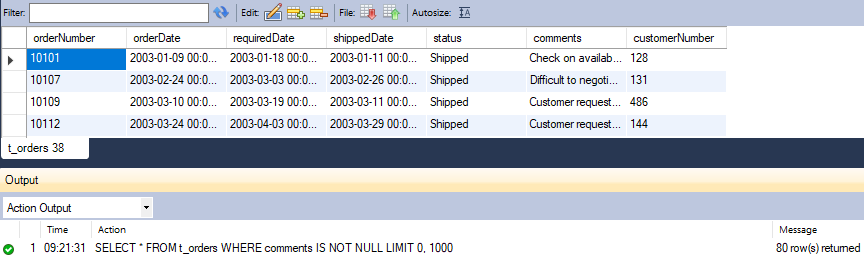 Filter: Edit: File: Autosize:
orderNumber orderDate requiredDate shippedDate status comments customerNumber
10101 2003-01-09 00:0... 2003-01-18 00:0... 2003-01-11 00:0... Shipped Check on availab... 128
10107 2003-02-24 00:0... 2003-03-03 00:0... 2003-02-26 00:0... Shipped Difficult to negoti... 131
10109 2003-03-10 00:0... 2003-03-19 00:0... 2003-03-11 00:0... Shipped Customer request... 486
10112 2003-03-24 00:0... 2003-04-03 00:0... 2003-03-29 00:0... Shipped Customer request... 144
t_orders 38
Output
Action Output
Time Action Message
1 09:21:31 SELECT * FROM t_orders WHERE comments IS NOT NULL LIMIT 0, 1000 80 row(s) returned